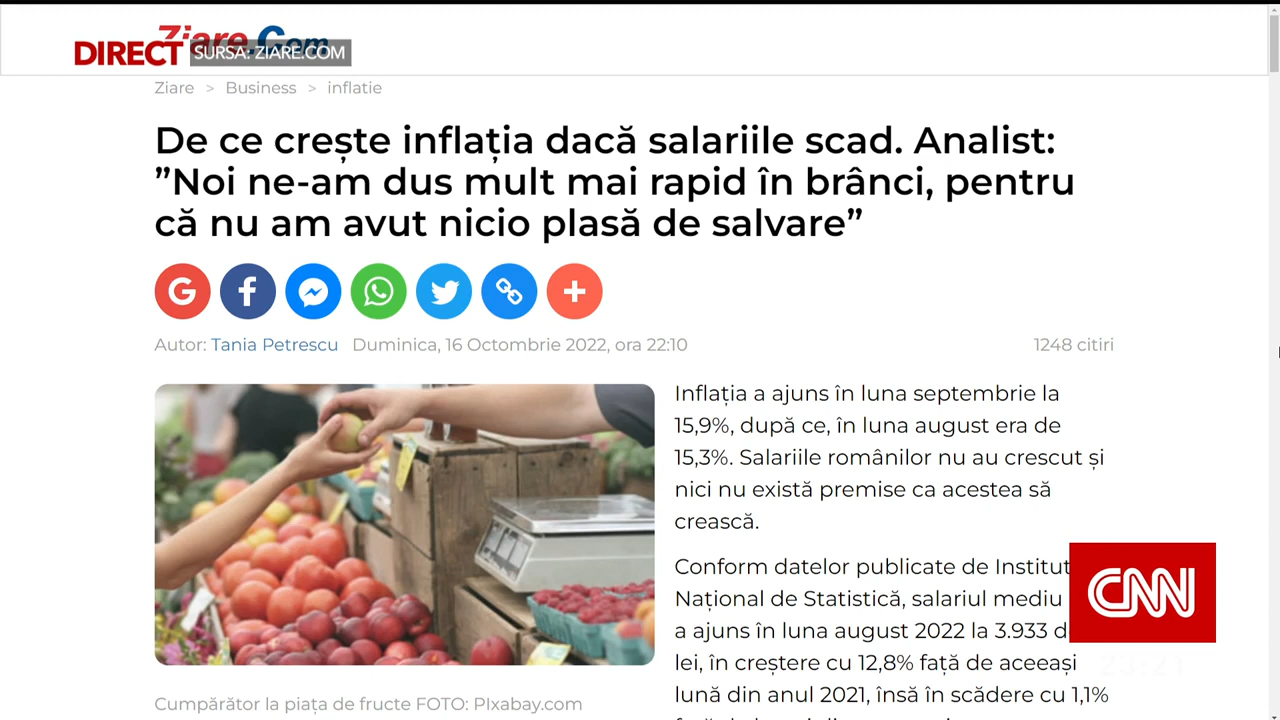 Ziare.Com
DIRECT SURSA: ZIARE.COM
Ziare > Business > inflatie
De ce crește inflația dacă salariile scad. Analist:
”Noi ne-am dus mult mai rapid în brânci, pentru
că nu am avut nicio plasă de salvare”
Autor: Tania Petrescu Duminica, 16 Octombrie 2022, ora 22:10 1248 citiri
Inflația a ajuns în luna septembrie la
15,9%, după ce, în luna august era de
15,3%. Salariile românilor nu au crescut și
nici nu există premise ca acestea să
crească.
Conform datelor publicate de
Național de Statistică, salariul mediu
a ajuns în luna august 2022 la 3.933
lei, în creștere cu 12,8% față de aceeași
lună din anul 2021, însă în scădere cu 1,1%
CNN
Cumpărător la piața de fructe FOTO: PIxabay.com